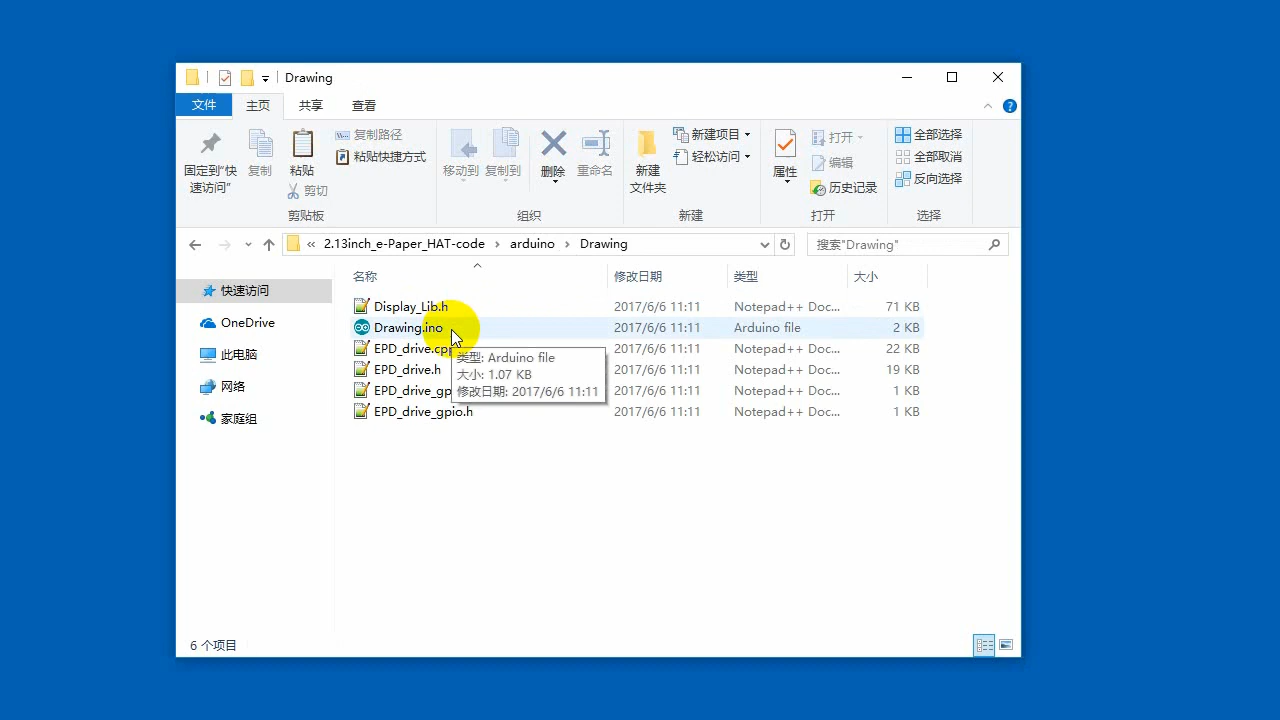 Drawing
文件 主页 共享 查看
固定到"快速访问"
复制
粘贴
复制路径
粘贴快捷方式
剪切
剪贴板
移动到
复制到
删除
重命名
组织
新建文件夹
新建项目
轻松访问
新建
属性
打开
编辑
历史记录
打开
全部选择
全部取消
反向选择
选择
« 2.13inch_e-Paper_HAT-code › arduino › Drawing
搜索"Drawing"
快速访问
OneDrive
此电脑
网络
家庭组
名称 修改日期 类型 大小
Display_Lib.h 2017/6/6 11:11 Notepad++ Doc... 71 KB
Drawing.ino 2017/6/6 11:11 Arduino file 2 KB
EPD_drive.cpp 2017/6/6 11:11 Notepad++ Doc... 22 KB
EPD_drive.h 2017/6/6 11:11 Notepad++ Doc... 19 KB
EPD_drive_gp 2017/6/6 11:11 Notepad++ Doc... 1 KB
EPD_drive_gpio.h 2017/6/6 11:11 Notepad++ Doc... 1 KB
类型: Arduino file
大小: 1.07 KB
修改日期: 2017/6/6 11:11
6 个项目